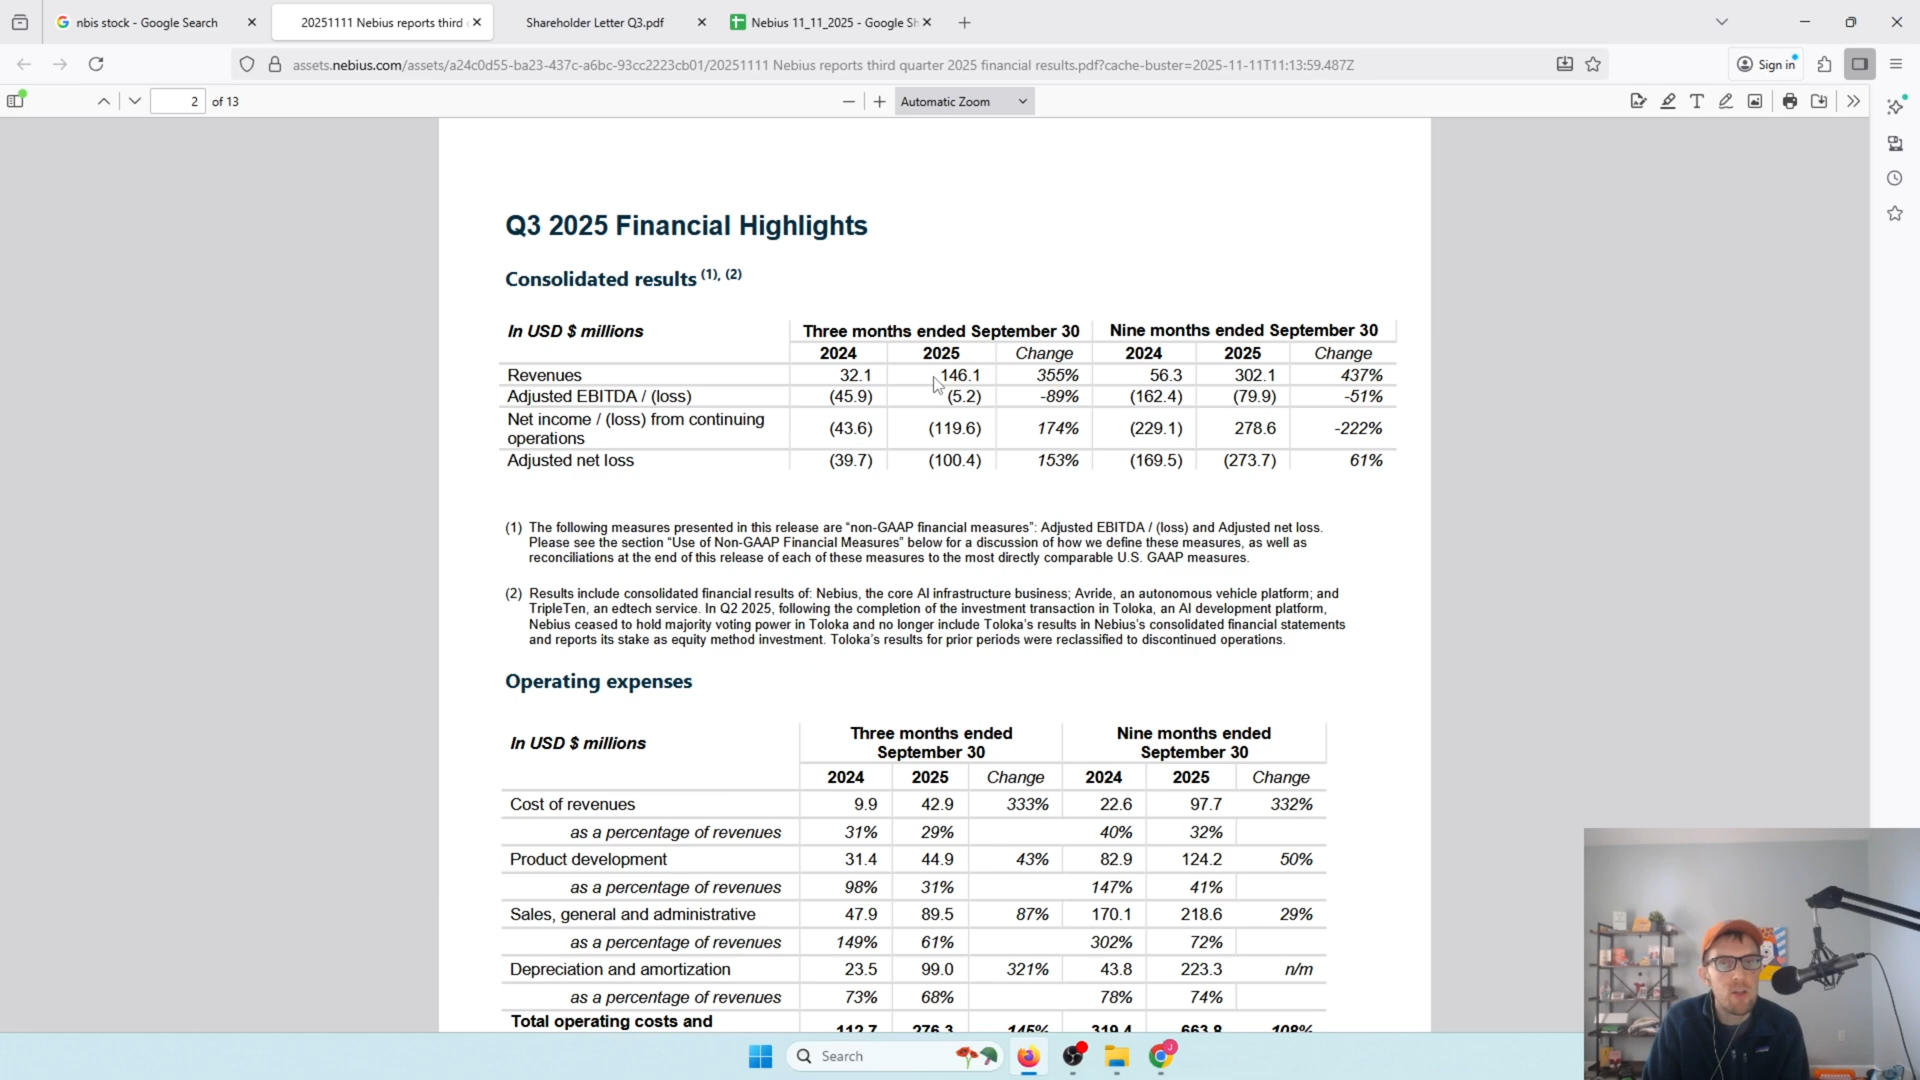 nbis stock - Google Search
20251111 Nebius reports third
Shareholder Letter Q3.pdf
Nebius 11_11_2025 - Google Sh
assets.nebius.com/assets/a24c0d55-ba23-437c-a6bc-93cc2223cb01/20251111 Nebius reports third quarter 2025 financial results.pdf?cache-buster=2025-11-11T11:13:59.487Z
Sign in
2 of 13
Automatic Zoom
Q3 2025 Financial Highlights
Consolidated results (1), (2)
In USD $ millions Three months ended September 30 Nine months ended September 30
2024 2025 Change 2024 2025 Change
Revenues 32.1 146.1 355% 56.3 302.1 437%
Adjusted EBITDA / (loss) (45.9) (5.2) -89% (162.4) (79.9) -51%
Net income / (loss) from continuing
operations (43.6) (119.6) 174% (229.1) 278.6 -222%
Adjusted net loss (39.7) (100.4) 153% (169.5) (273.7) 61%
(1) The following measures presented in this release are “non-GAAP financial measures”: Adjusted EBITDA / (loss) and Adjusted net loss.
Please see the section “Use of Non-GAAP Financial Measures” below for a discussion of how we define these measures, as well as
reconciliations at the end of this release of each of these measures to the most directly comparable U.S. GAAP measures.
(2) Results include consolidated financial results of: Nebius, the core AI infrastructure business; Avride, an autonomous vehicle platform; and
TripleTen, an edtech service. In Q2 2025, following the completion of the investment transaction in Toloka, an AI development platform,
Nebius ceased to hold majority voting power in Toloka and no longer include Toloka’s results in Nebius’s consolidated financial statements
and reports its stake as equity method investment. Toloka’s results for prior periods were reclassified to discontinued operations.
Operating expenses
In USD $ millions Three months ended
September 30 Nine months ended
September 30
2024 2025 Change 2024 2025 Change
Cost of revenues 9.9 42.9 333% 22.6 97.7 332%
as a percentage of revenues 31% 29% 40% 32%
Product development 31.4 44.9 43% 82.9 124.2 50%
as a percentage of revenues 98% 31% 147% 41%
Sales, general and administrative 47.9 89.5 87% 170.1 218.6 29%
as a percentage of revenues 149% 61% 302% 72%
Depreciation and amortization 23.5 99.0 321% 43.8 223.3 n/m
as a percentage of revenues 73% 68% 78% 74%
Total operating costs and
112.7 276.3 145% 319.4 663.8 108%
Search
J